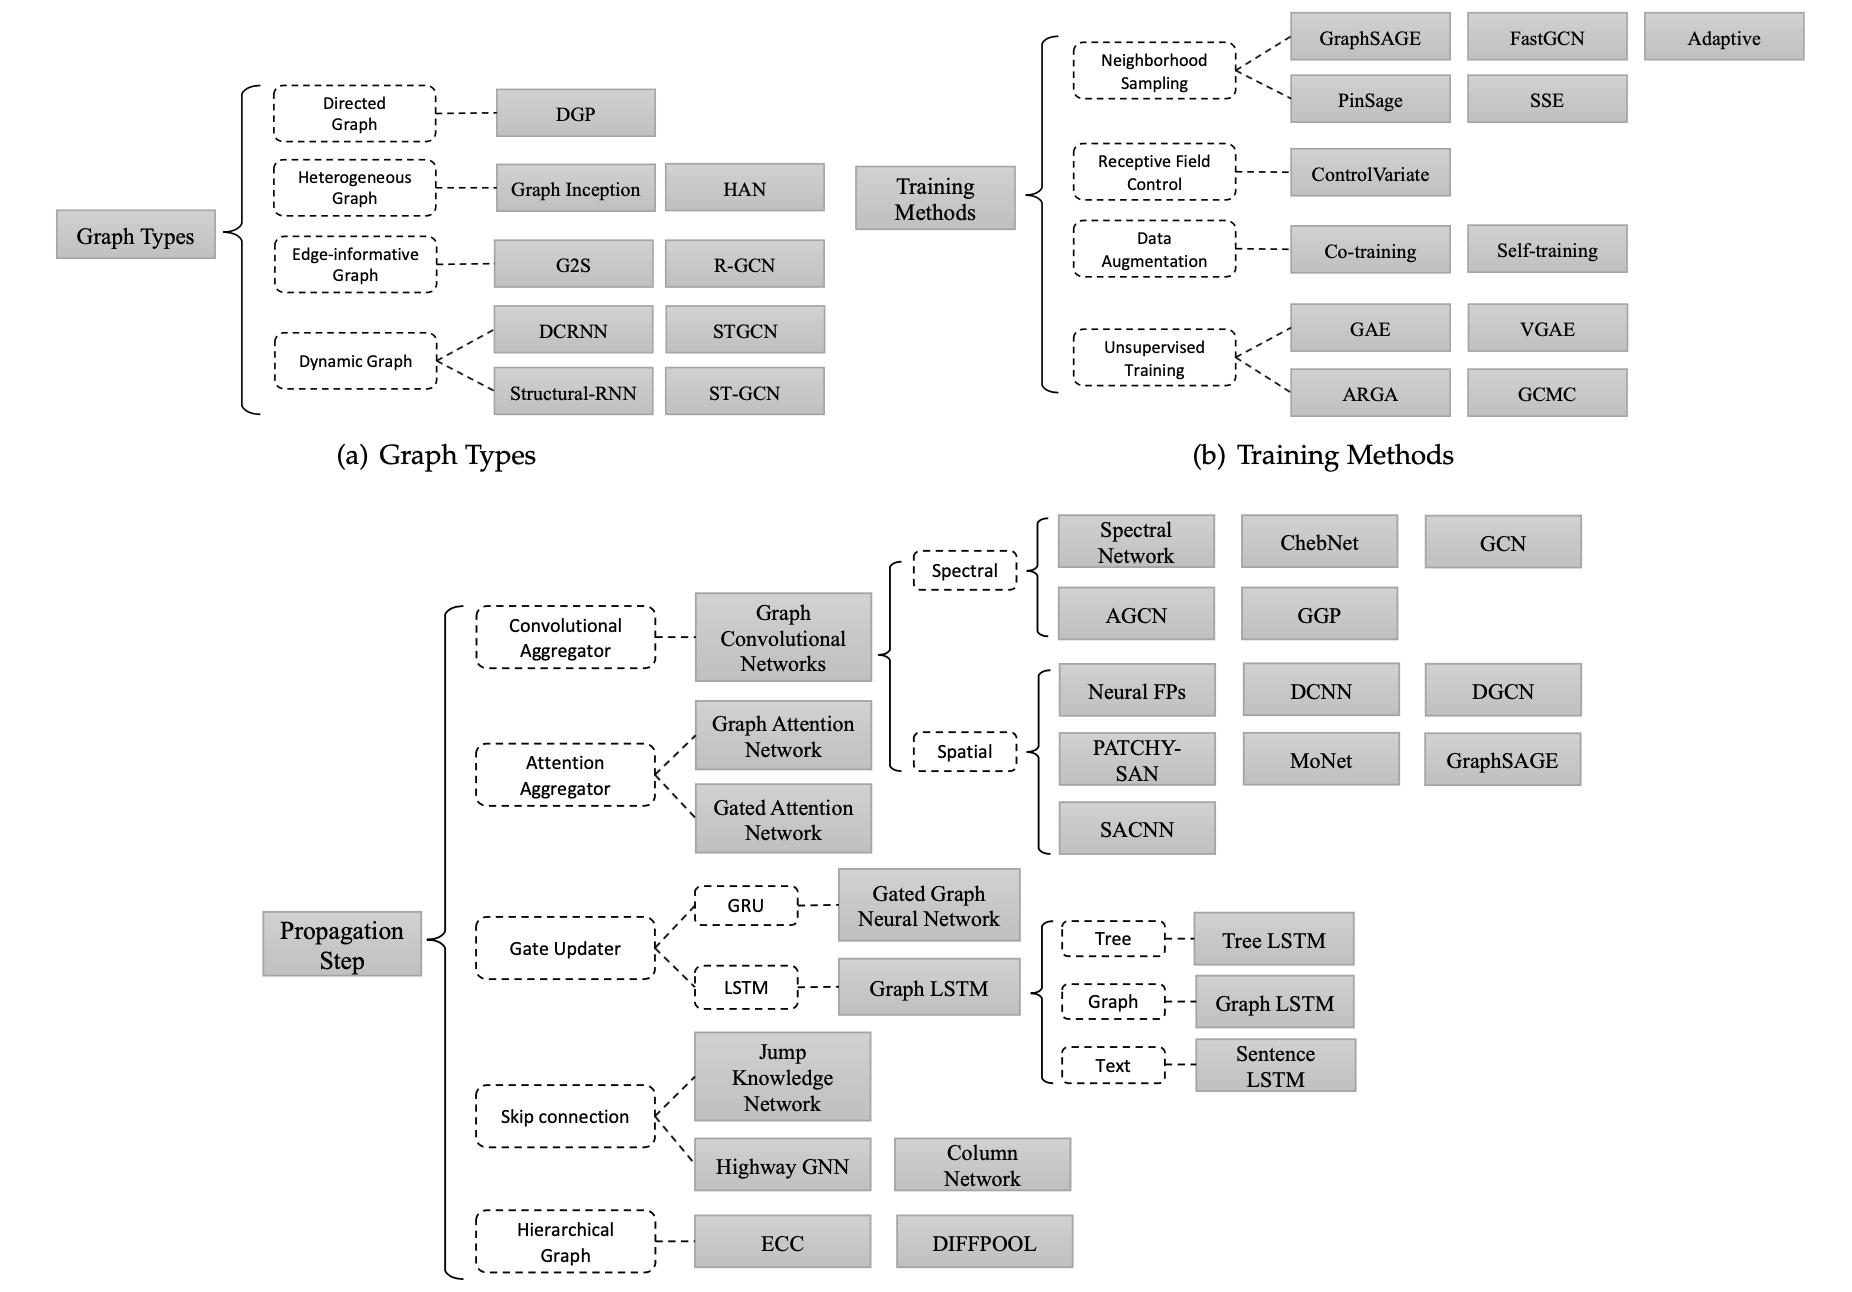 Graph Types
Directed
Graph
DGP
Heterogeneous
Graph
Graph Inception
HAN
Edge-informative
Graph
G2S
R-GCN
Dynamic Graph
DCRNN
STGCN
Structural-RNN
ST-GCN
(a) Graph Types
Training
Methods
Neighborhood
Sampling
GraphSAGE
FastGCN
Adaptive
PinSage
SSE
Receptive Field
Control
ControlVariate
Data
Augmentation
Co-training
Self-training
Unsupervised
Training
GAE
VGAE
ARGA
GCMC
(b) Training Methods
Propagation
Step
Convolutional
Aggregator
Graph
Convolutional
Networks
Spectral
Spectral
Network
ChebNet
GCN
AGCN
GGP
Spatial
Neural FPs
DCNN
DGCN
PATCHY-
SAN
MoNet
GraphSAGE
SACNN
Attention
Aggregator
Graph Attention
Network
Gated Attention
Network
Gate Updater
GRU
Gated Graph
Neural Network
LSTM
Graph LSTM
Tree
Tree LSTM
Graph
Graph LSTM
Text
Sentence
LSTM
Skip connection
Jump
Knowledge
Network
Highway GNN
Column
Network
Hierarchical
Graph
ECC
DIFFPOOL